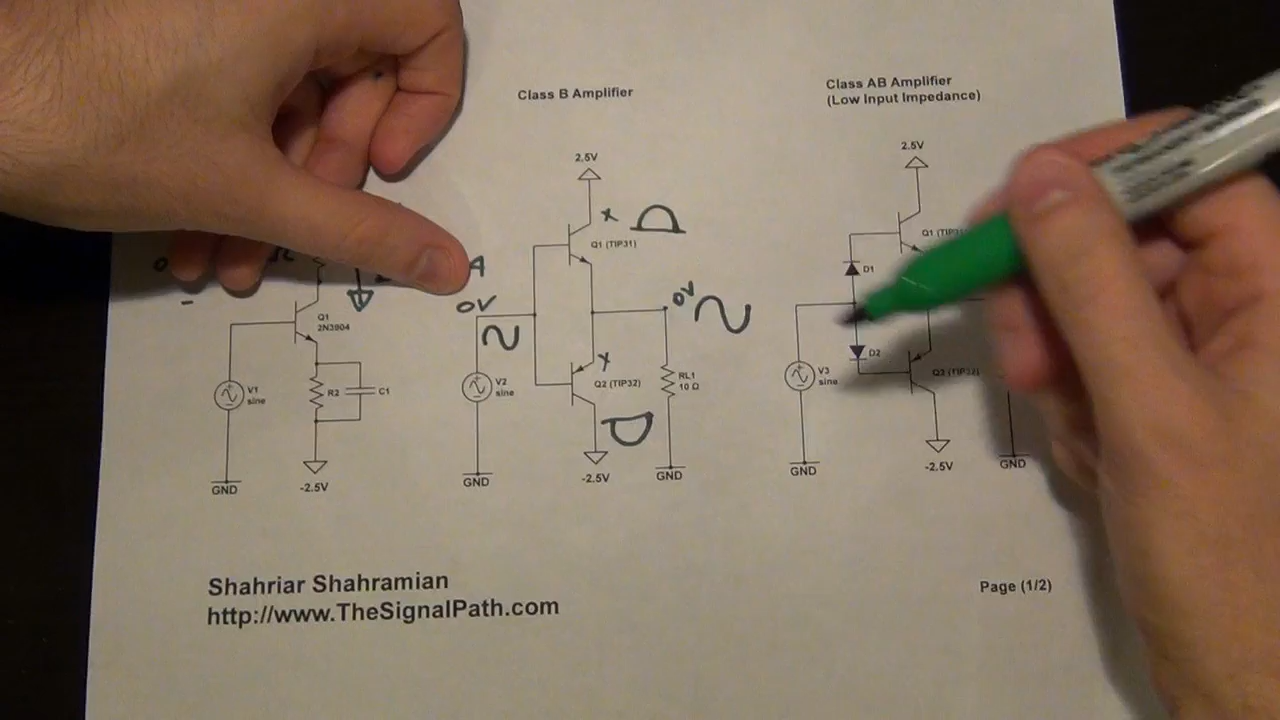 Class B Amplifier
Class AB Amplifier
(Low Input Impedance)
2.5V
2.5V
Q1 (TIP31)
D1
0V
0V
Q1
2N3904
D2
V1
sine
R2
C1
V2
sine
Q2 (TIP32)
RL1
10 Ω
V3
sine
GND
-2.5V
GND
-2.5V
GND
GND
-2.5V
GND
Shahriar Shahramian
http://www.TheSignalPath.com
Page (1/2)